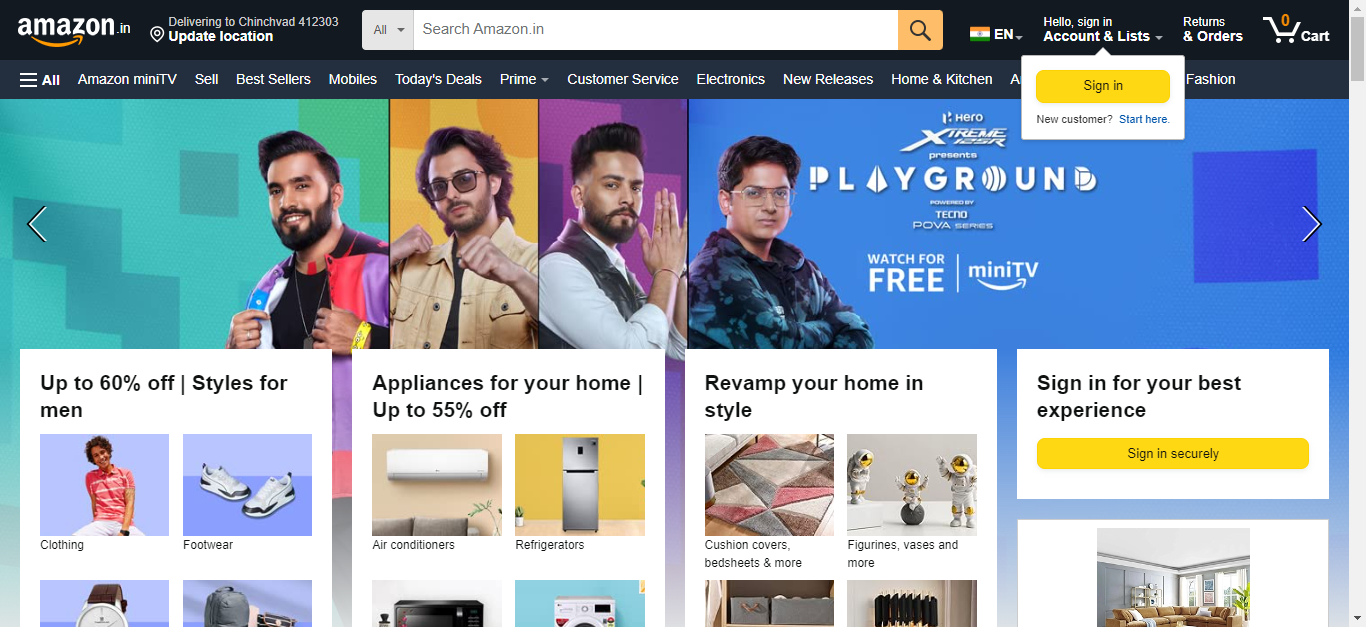 amazon.in
Delivering to Chinchvad 412303
Update location
All
Search Amazon.in
EN
Hello, sign in
Account & Lists
Returns
& Orders
0
Cart
All
Amazon miniTV
Sell
Best Sellers
Mobiles
Today's Deals
Prime
Customer Service
Electronics
New Releases
Home & Kitchen
Fashion
Sign in
New customer? Start here.
Hero
XTREME
125R
presents
PLAYGROUND
POWERED BY
TECNO
POVA SERIES
WATCH FOR
FREE
miniTV
Up to 60% off | Styles for
men
Clothing
Footwear
Appliances for your home |
Up to 55% off
Air conditioners
Refrigerators
Revamp your home in
style
Cushion covers,
bedsheets & more
Figurines, vases and
more
Sign in for your best
experience
Sign in securely